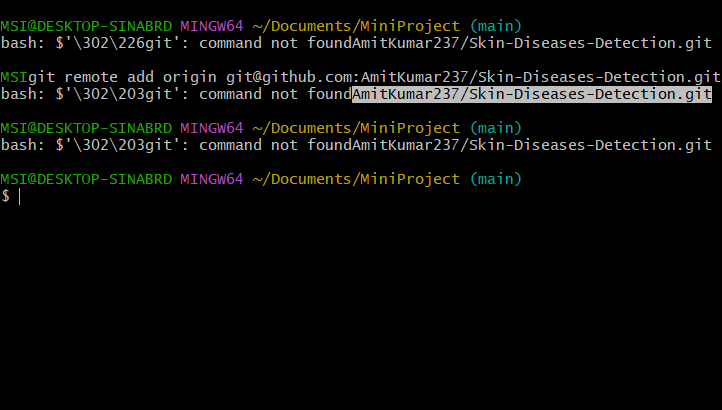 MSI@DESKTOP-SINABRD MINGW64 ~/Documents/MiniProject (main)
bash: $'\302\226git': command not foundAmitKumar237/Skin-Diseases-Detection.git
MSIgit remote add origin git@github.com:AmitKumar237/Skin-Diseases-Detection.git
bash: $'\302\203git': command not foundAmitKumar237/Skin-Diseases-Detection.git
MSI@DESKTOP-SINABRD MINGW64 ~/Documents/MiniProject (main)
bash: $'\302\203git': command not foundAmitKumar237/Skin-Diseases-Detection.git
MSI@DESKTOP-SINABRD MINGW64 ~/Documents/MiniProject (main)
$